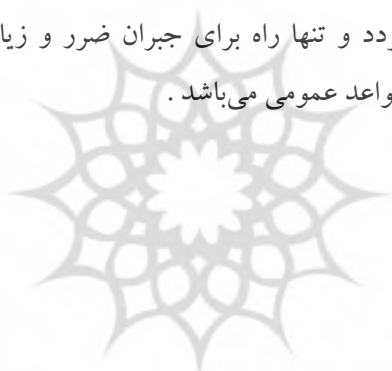 ردد و تنها راه برای جبران ضرر و زیا
واعد عمومی می‌باشد .